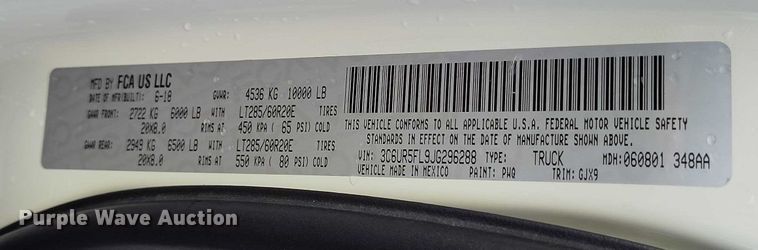 MFD BY FCA US LLC
DATE OF MFR(BUILT): 6-18
GVWR: 4536 KG 10000 LB
GAWR FRONT: 2722 KG 6000 LB WITH LT285/60R20E TIRES
20X8.0 RIMS AT 450 KPA ( 65 PSI) COLD
GAWR REAR: 2949 KG 6500 LB WITH LT285/60R20E TIRES
20X8.0 RIMS AT 550 KPA ( 80 PSI) COLD
THIS VEHICLE CONFORMS TO ALL APPLICABLE U.S.A. FEDERAL MOTOR VEHICLE SAFETY
STANDARDS IN EFFECT ON THE DATE OF MANUFACTURE SHOWN ABOVE.
VIN: 3C6UR5FL9JG296288 TYPE: TRUCK MDH: 060801 348AA
VEHICLE MADE IN MEXICO PAINT: PWQ TRIM: GJX9
Purple Wave Auction